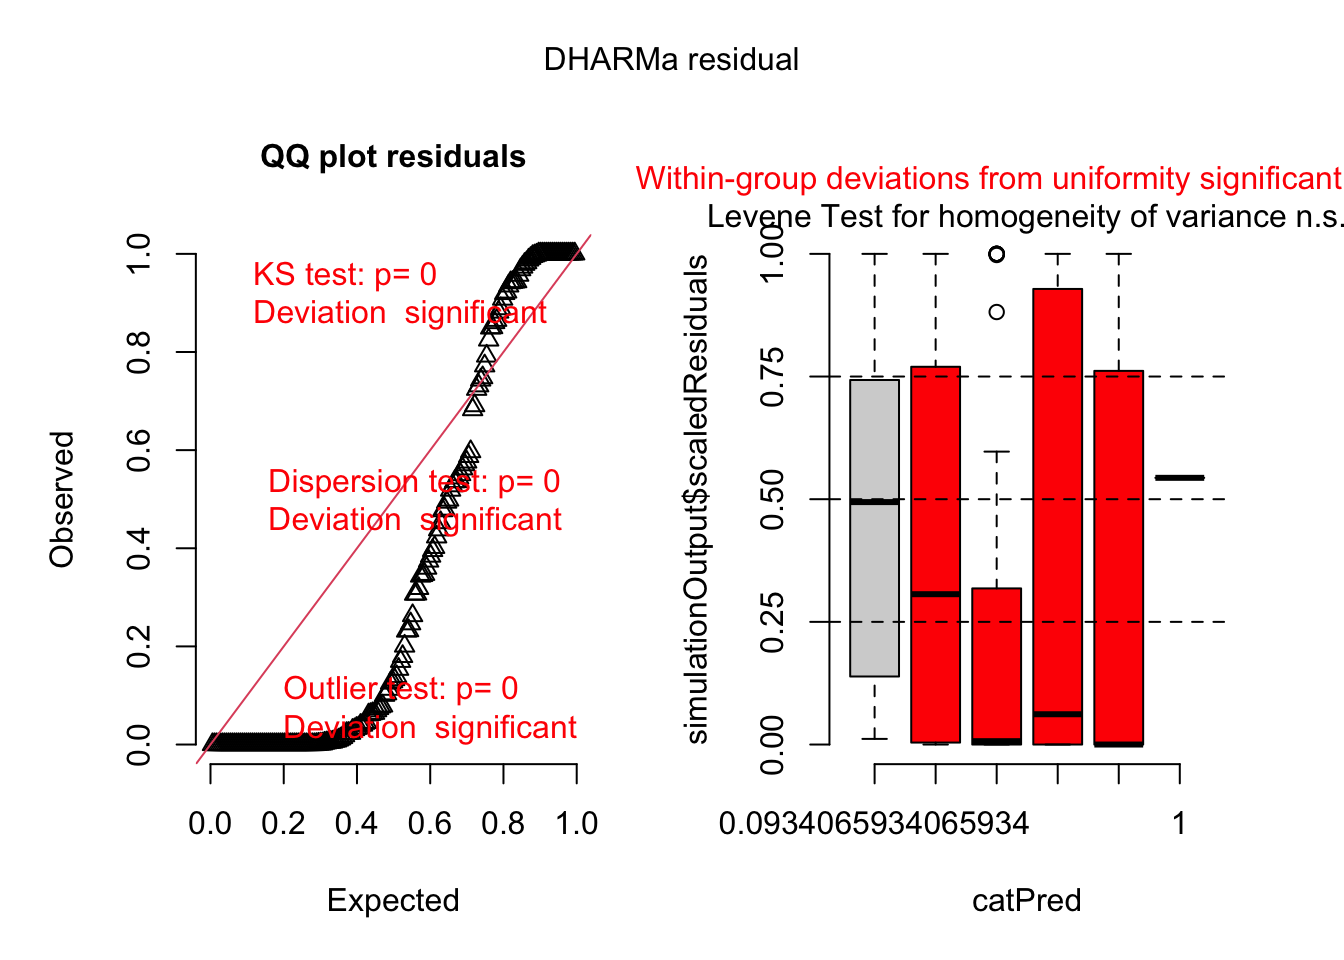 DHARMa residual
QQ plot residuals
KS test: p= 0
Deviation  significant
Dispersion test: p= 0
Deviation  significant
Outlier test: p= 0
Deviation  significant
Observed
0.0 0.2 0.4 0.6 0.8 1.0
0.0 0.2 0.4 0.6 0.8 1.0
Expected
Within-group deviations from uniformity significant
Levene Test for homogeneity of variance n.s.
simulationOutput$scaledResiduals
0.00 0.25 0.50 0.75 1.00
0.0934065934065934 1
catPred